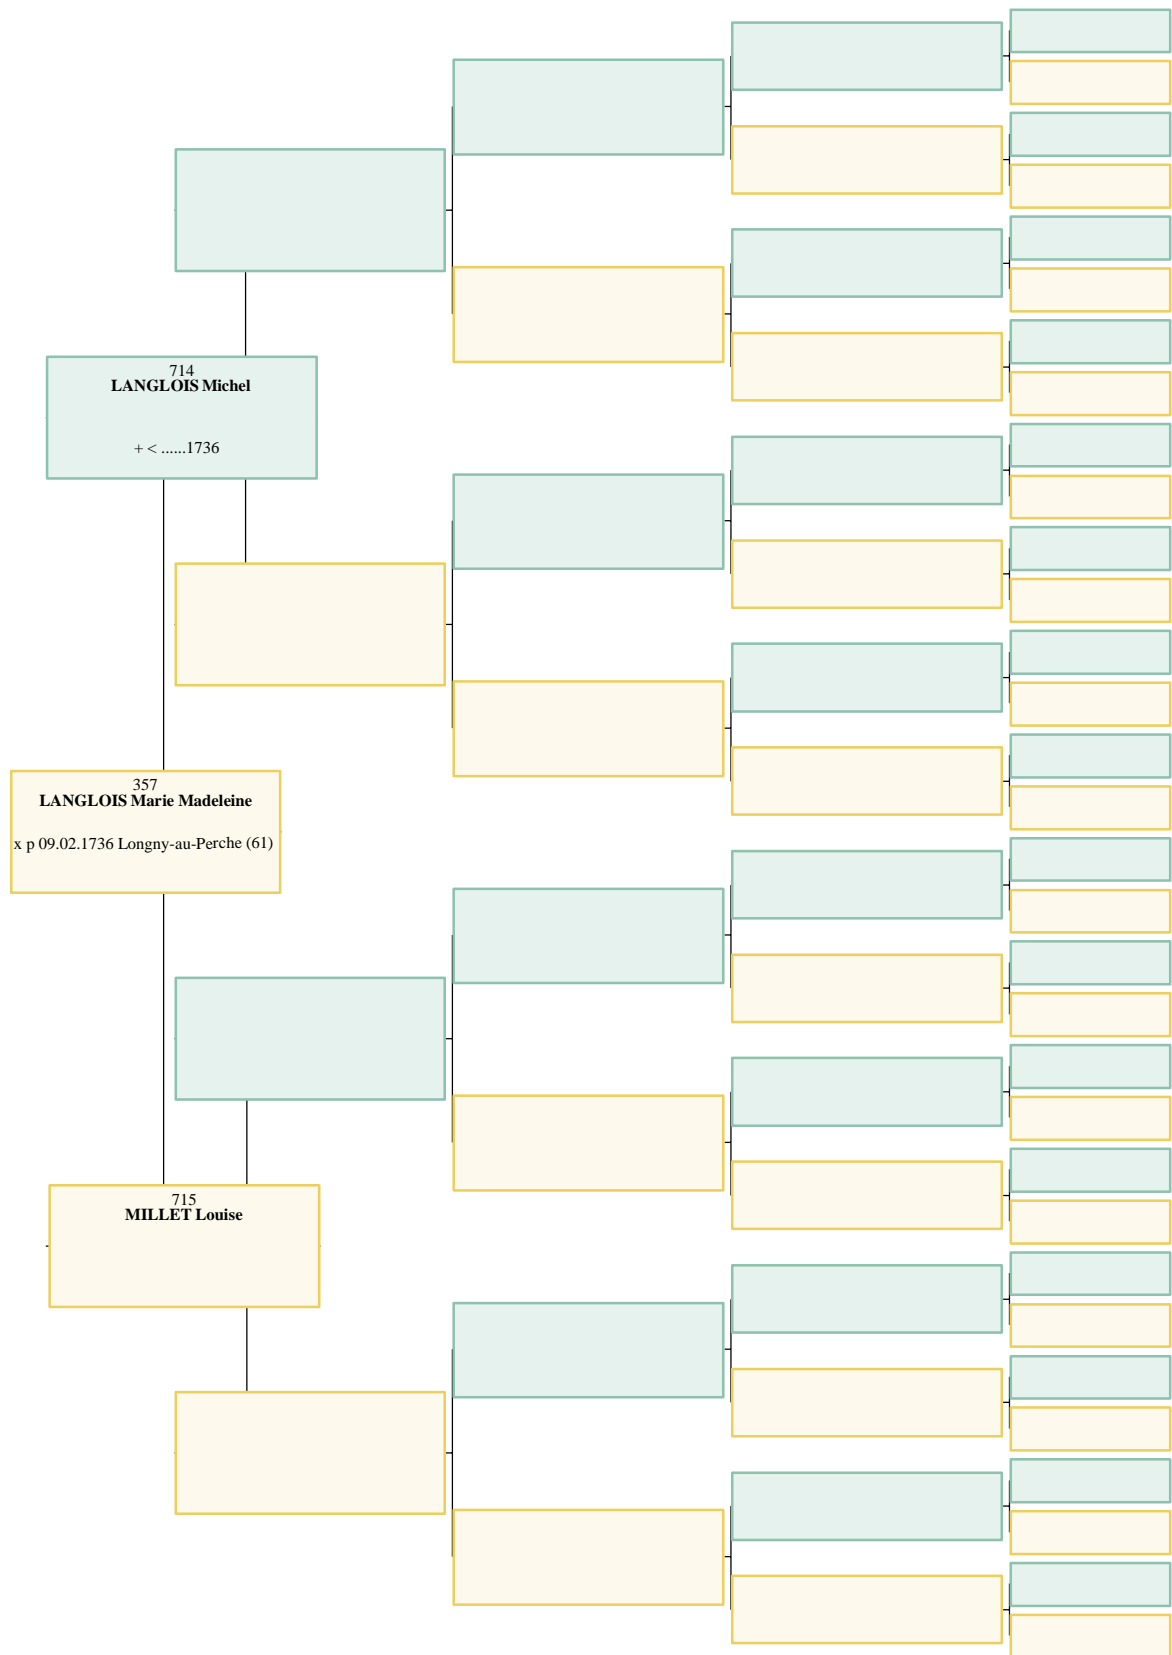 714
LANGLOIS Michel
+ < ......1736
357
LANGLOIS Marie Madeleine
x p 09.02.1736 Longny-au-Perche (61)
715
MILLET Louise